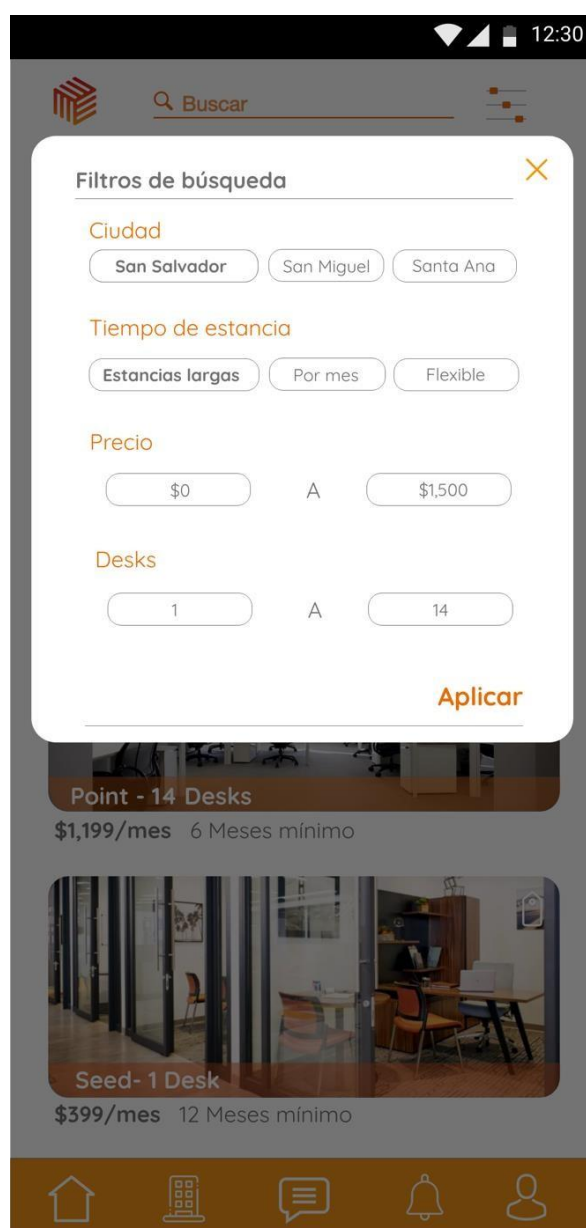 12:30
Buscar
Filtros de búsqueda
Ciudad
San Salvador San Miguel Santa Ana
Tiempo de estancia
Estancias largas Por mes Flexible
Precio
$0 A $1,500
Desks
1 A 14
Aplicar
Point - 14 Desks
$1,199/mes 6 Meses mínimo
Seed- 1 Desk
$399/mes 12 Meses mínimo